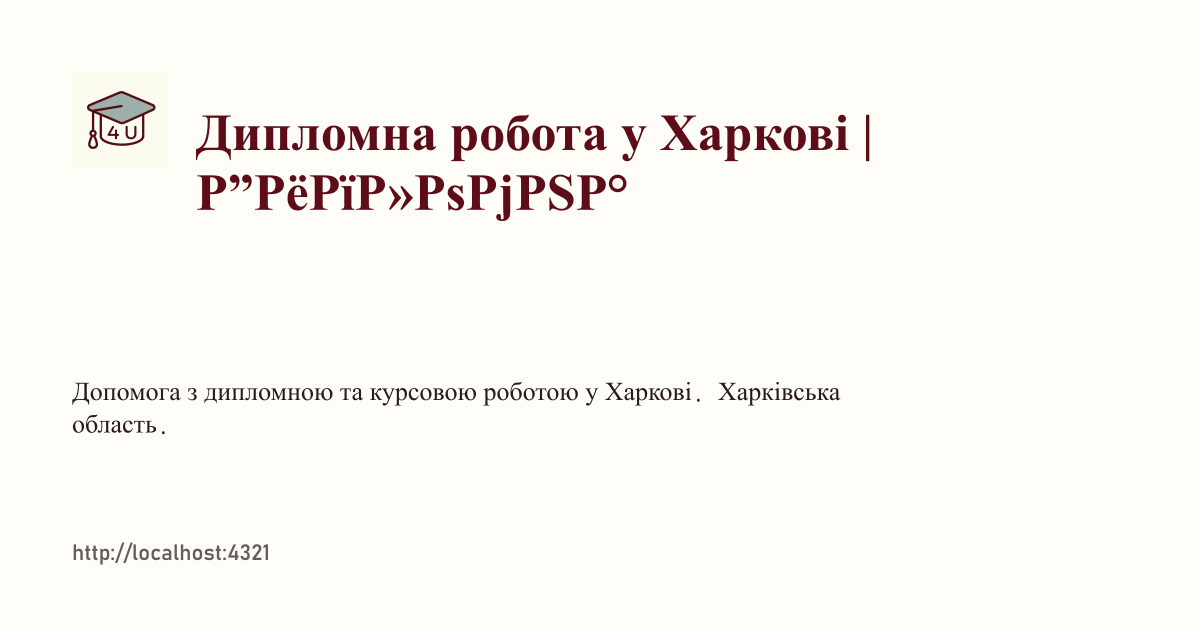 4 U
Дипломна робота у Харкові |
Р”РёРїР»РѕРјРЅР°
Допомога з дипломною та курсовою роботою у Харкові. Харківська
область.
http://localhost:4321